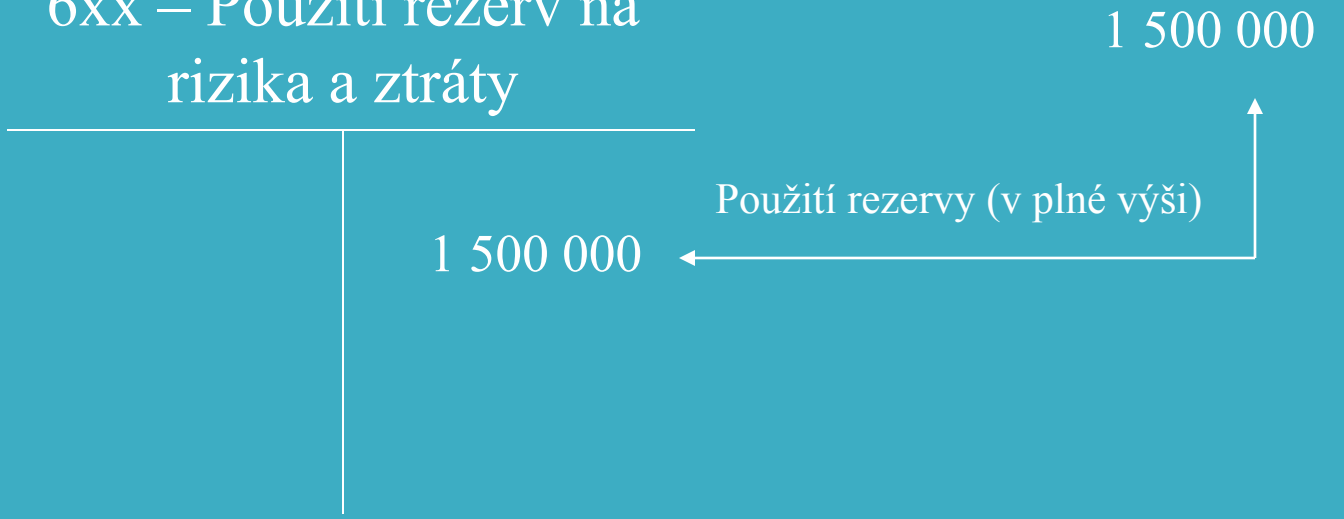 6xx – Použití rezerv na
rizika a ztráty
1 500 000
Použití rezervy (v plné výši)
1 500 000